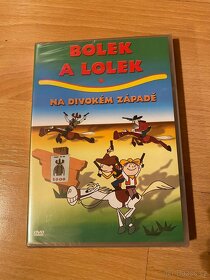 BOLEK
A LOLEK
NA DIVOKÉM ZÁPADĚ
DVD